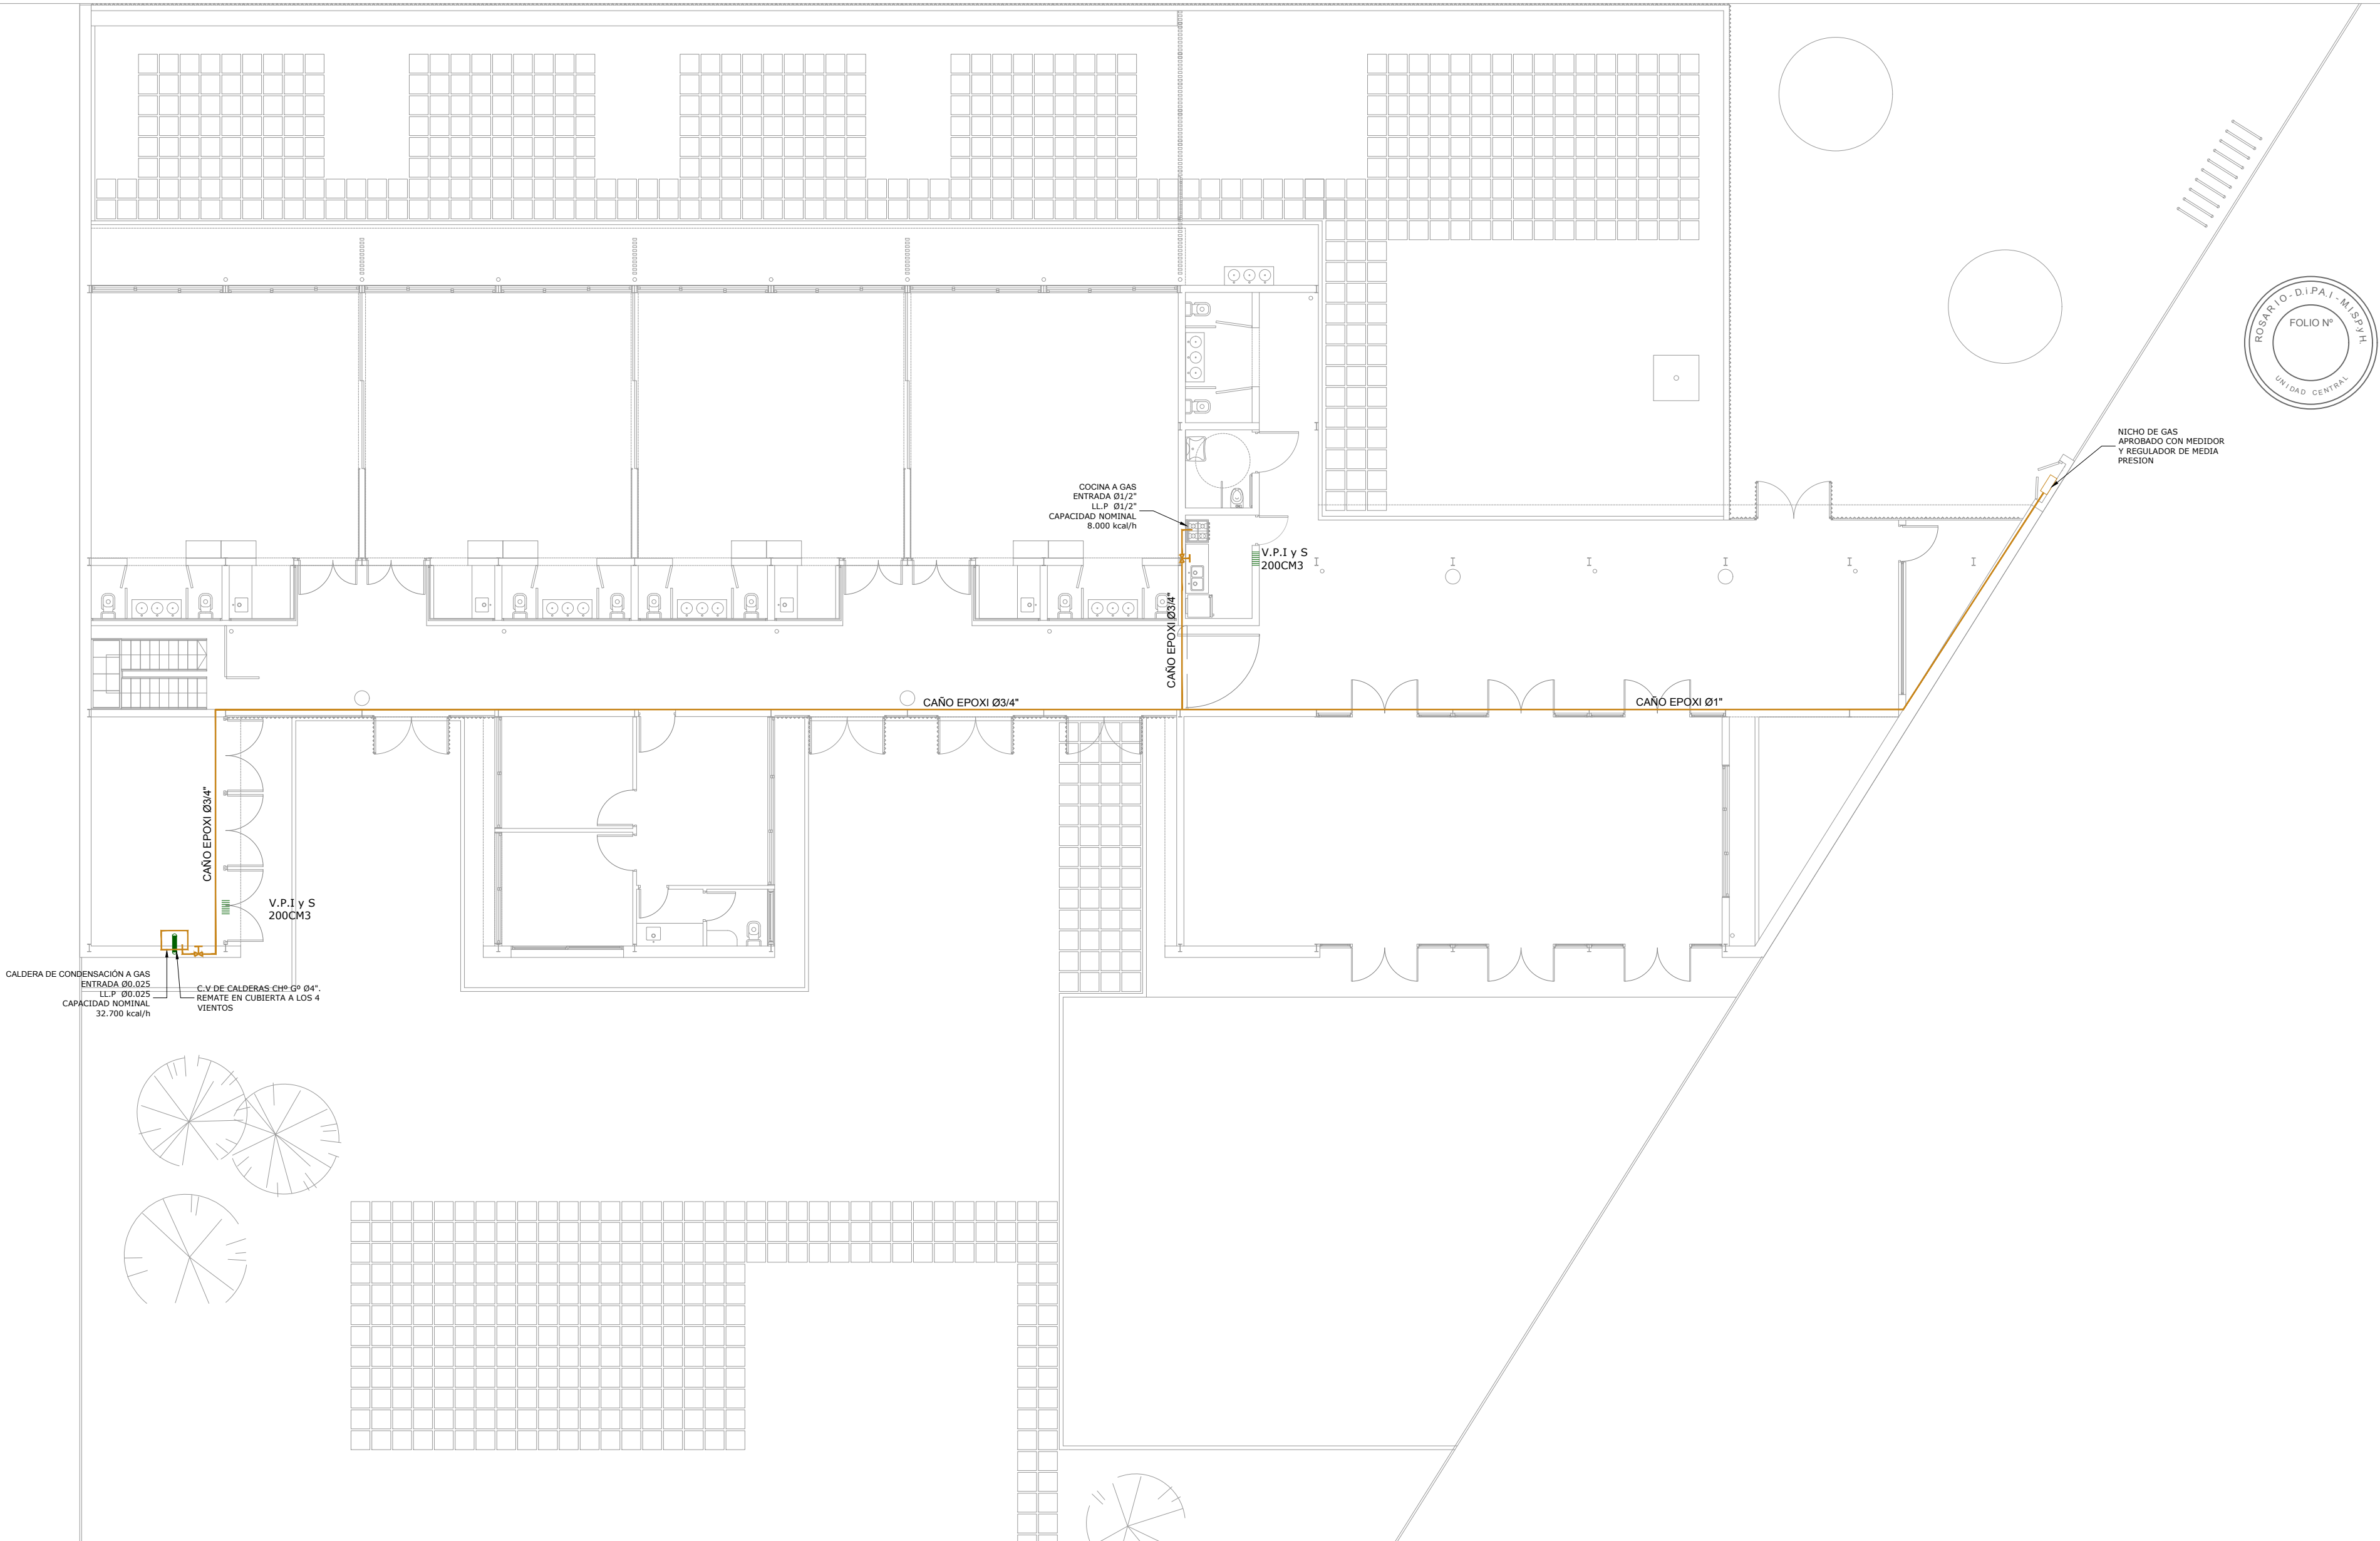 ROSARIO - D.i.P.A.I - M.I.S.P.y H.
FOLIO Nº
UNIDAD CENTRAL
NICHO DE GAS
APROBADO CON MEDIDOR
Y REGULADOR DE MEDIA
PRESION
COCINA A GAS
ENTRADA Ø1/2"
LL.P Ø1/2"
CAPACIDAD NOMINAL
8.000 kcal/h
V.P.I y S
200CM3
CAÑO EPOXI Ø3/4"
CAÑO EPOXI Ø3/4"
CAÑO EPOXI Ø1"
CAÑO EPOXI Ø3/4"
V.P.I y S
200CM3
CALDERA DE CONDENSACIÓN A GAS
ENTRADA Ø0.025
LL.P Ø0.025
CAPACIDAD NOMINAL
32.700 kcal/h
C.V DE CALDERAS CHº Gº Ø4".
REMATE EN CUBIERTA A LOS 4
VIENTOS